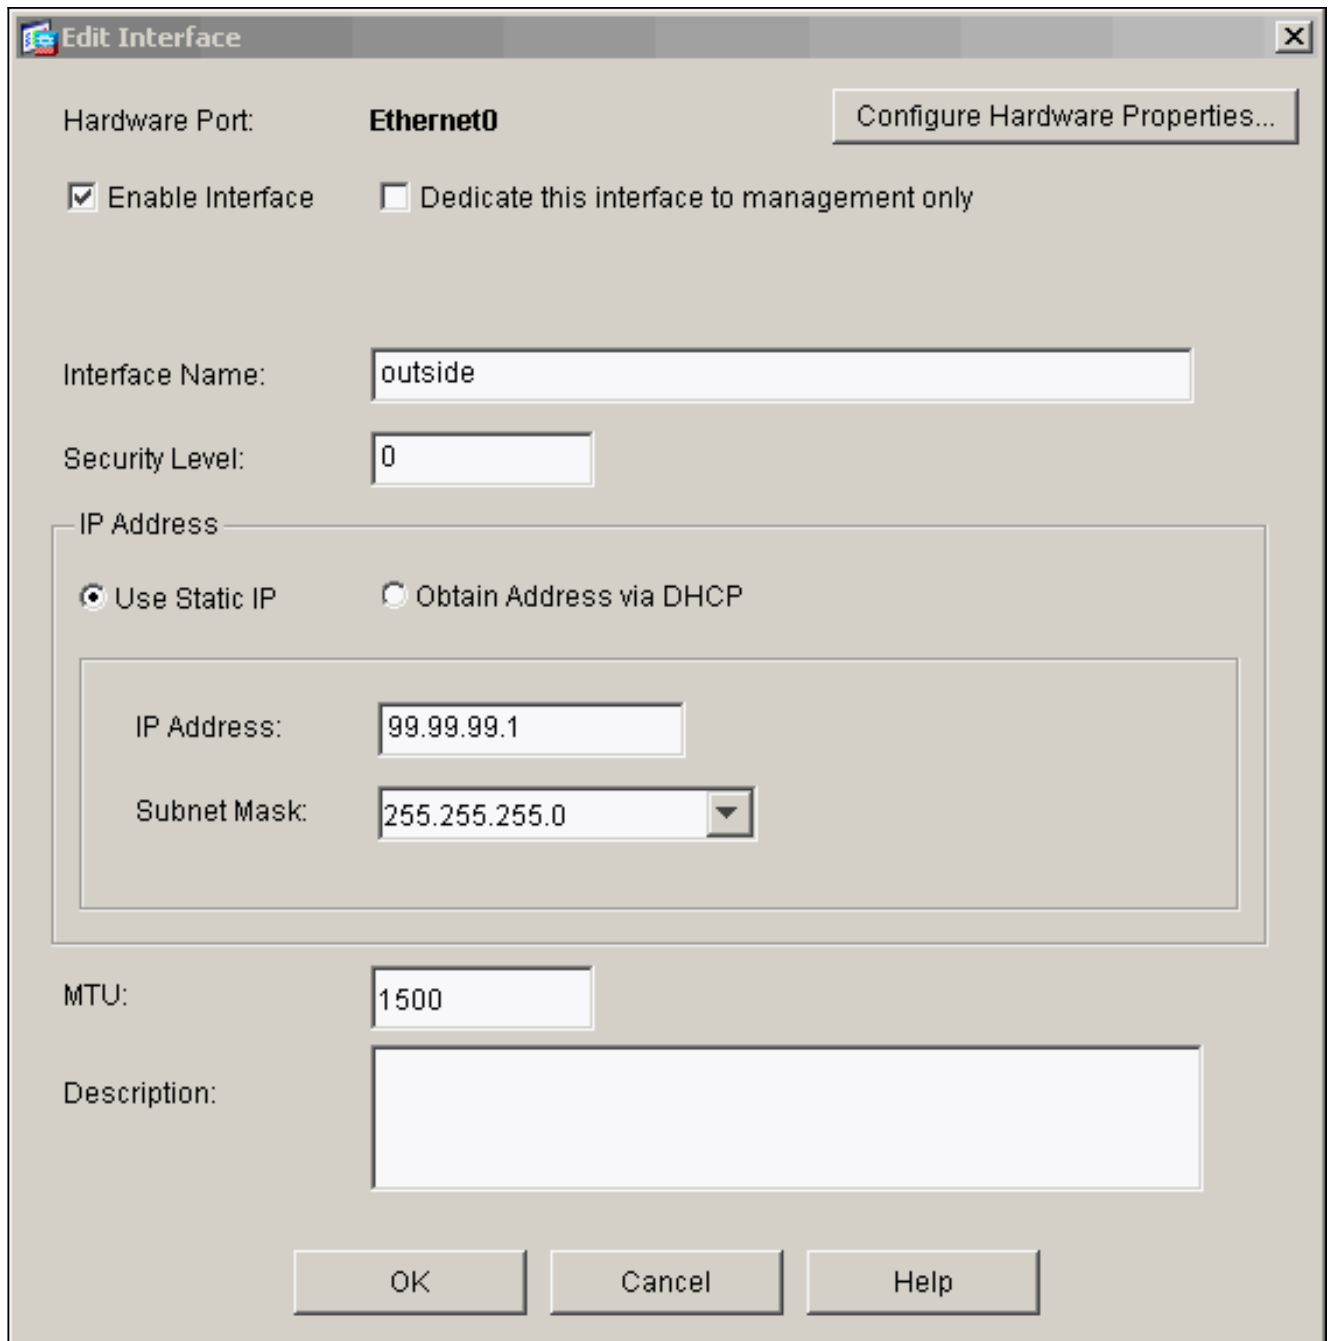 Edit Interface
Hardware Port: Ethernet0 Configure Hardware Properties...
Enable Interface Dedicate this interface to management only
Interface Name: outside
Security Level: 0
IP Address
Use Static IP Obtain Address via DHCP
IP Address: 99.99.99.1
Subnet Mask: 255.255.255.0
MTU: 1500
Description:
OK Cancel Help